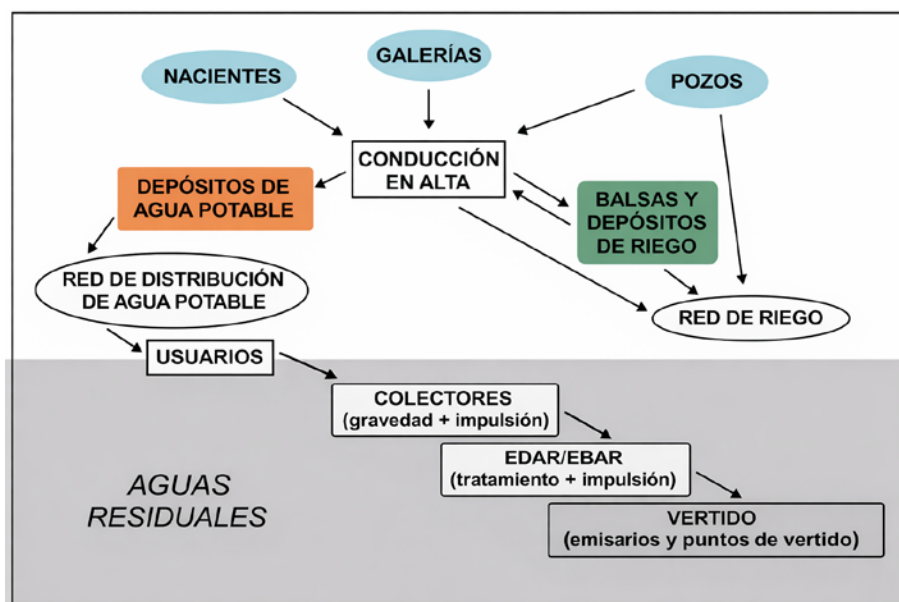 NACIENTES
GALERÍAS
POZOS
CONDUCCIÓN
EN ALTA
DEPÓSITOS DE
AGUA POTABLE
BALSAS Y
DEPÓSITOS
DE RIEGO
RED DE DISTRIBUCIÓN
DE AGUA POTABLE
RED DE RIEGO
USUARIOS
COLECTORES
(gravedad + impulsión)
EDAR/EBAR
(tratamiento + impulsión)
AGUAS
RESIDUALES
VERTIDO
(emisarios y puntos de vertido)